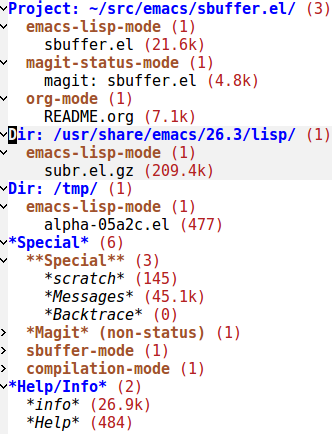 Project: ~/src/emacs/sbuffer.el/ (3)
emacs-lisp-mode (1)
sbuffer.el (21.6k)
magit-status-mode (1)
magit: sbuffer.el (4.8k)
org-mode (1)
README.org (7.1k)
Dir: /usr/share/emacs/26.3/lisp/ (1)
emacs-lisp-mode (1)
subr.el.gz (209.4k)
Dir: /tmp/ (1)
emacs-lisp-mode (1)
alpha-05a2c.el (477)
*Special* (6)
**Special** (3)
*scratch* (145)
*Messages* (45.1k)
*Backtrace* (0)
*Magit* (non-status) (1)
sbuffer-mode (1)
compilation-mode (1)
*Help/Info* (2)
*info* (26.9k)
*Help* (484)